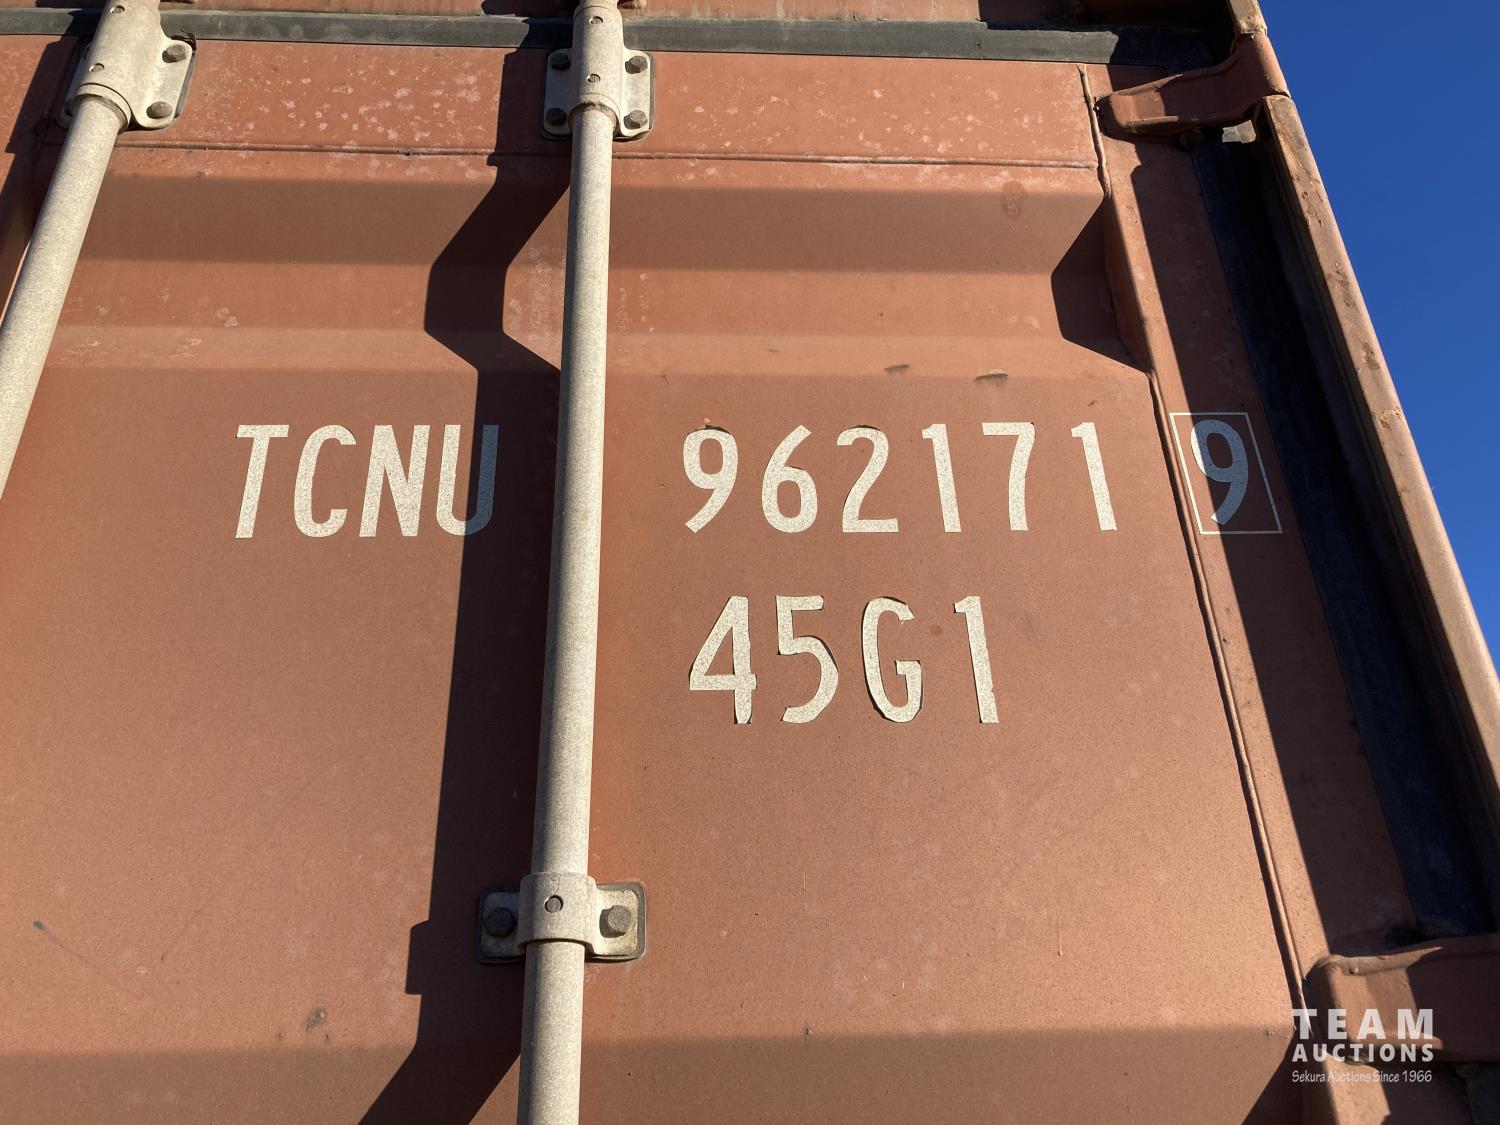 TCNU 962171 9
45G1
TEAM
AUCTIONS
Sekura Auctions Since 1966